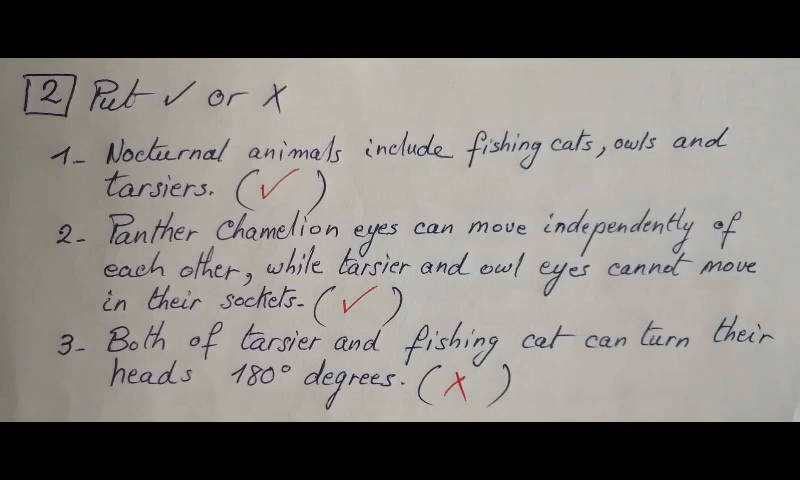 2 Put ✓ or X
1- Nocturnal animals include fishing cats, owls and
tarsiers. (✓)
2- Panther Chamelion eyes can move independently of
each other, while tarsier and owl eyes cannot move
in their sockets. (✓)
3- Both of tarsier and fishing cat can turn their
heads 180° degrees. (X)